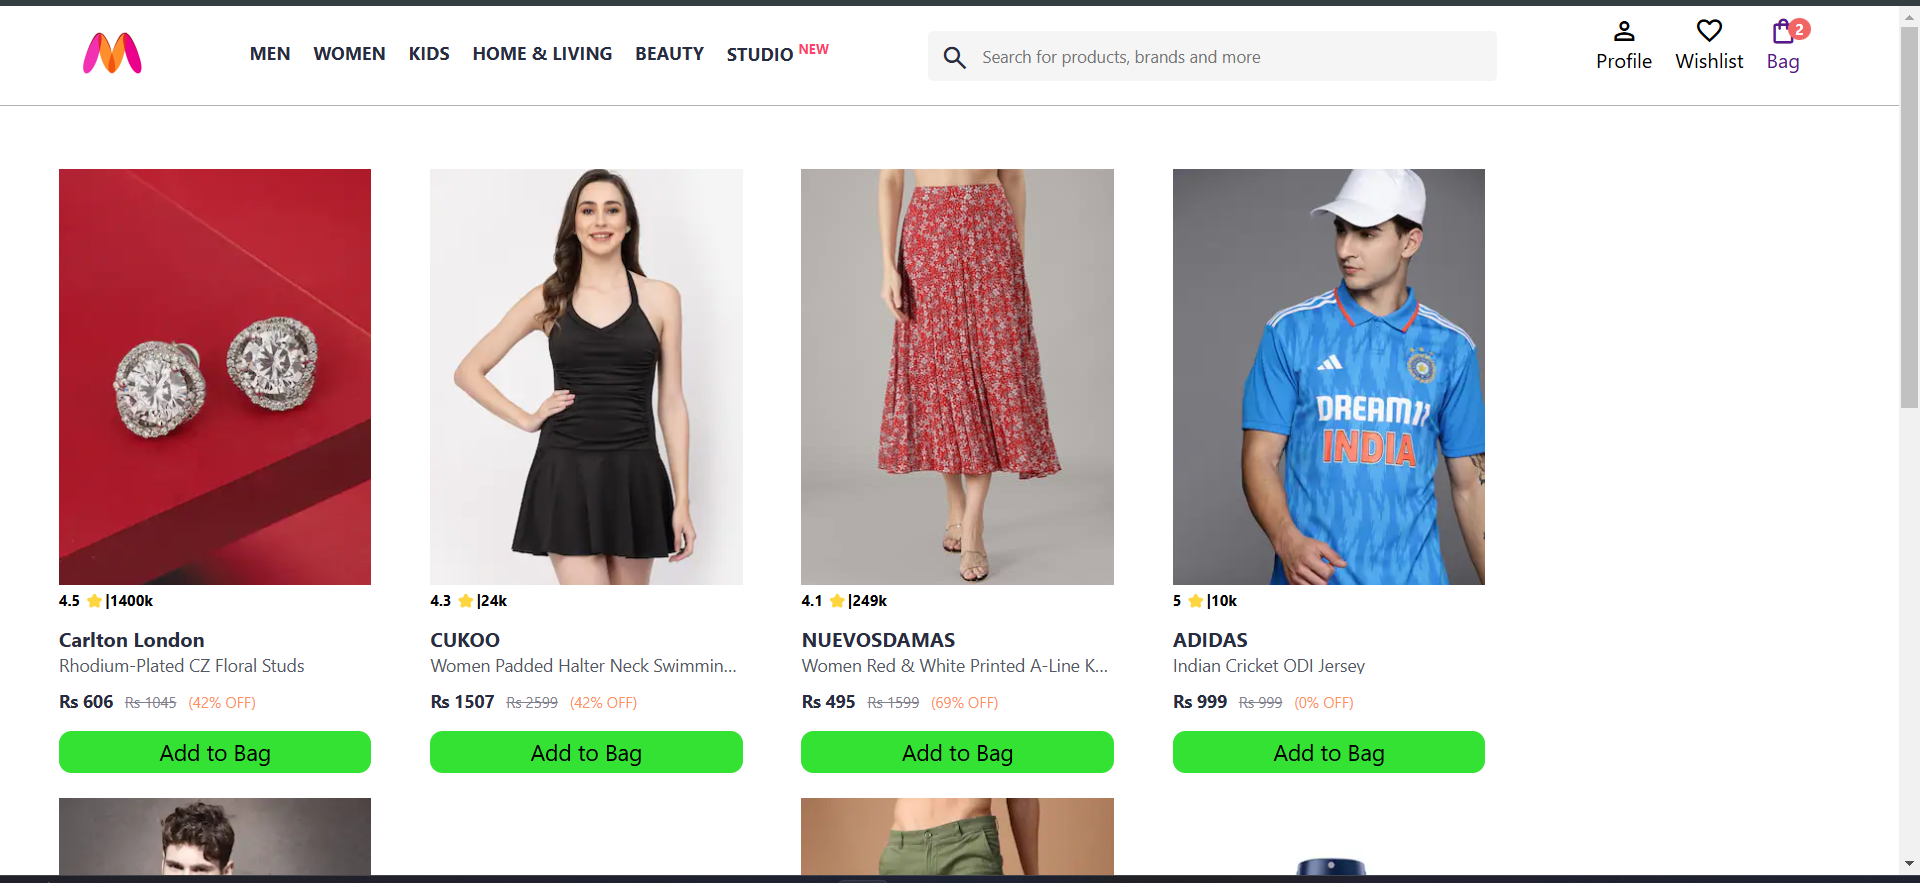 MEN WOMEN KIDS HOME & LIVING BEAUTY STUDIO NEW
Search for products, brands and more
2
Profile Wishlist Bag
DREAM11
INDIA
4.5 ⭐|1400k
Carlton London
Rhodium-Plated CZ Floral Studs
Rs 606 Rs 1045 (42% OFF)
Add to Bag
4.3 ⭐|24k
CUKOO
Women Padded Halter Neck Swimmin...
Rs 1507 Rs 2599 (42% OFF)
Add to Bag
4.1 ⭐|249k
NUEVOSDAMAS
Women Red & White Printed A-Line K...
Rs 495 Rs 1599 (69% OFF)
Add to Bag
5 ⭐|10k
ADIDAS
Indian Cricket ODI Jersey
Rs 999 Rs 999 (0% OFF)
Add to Bag